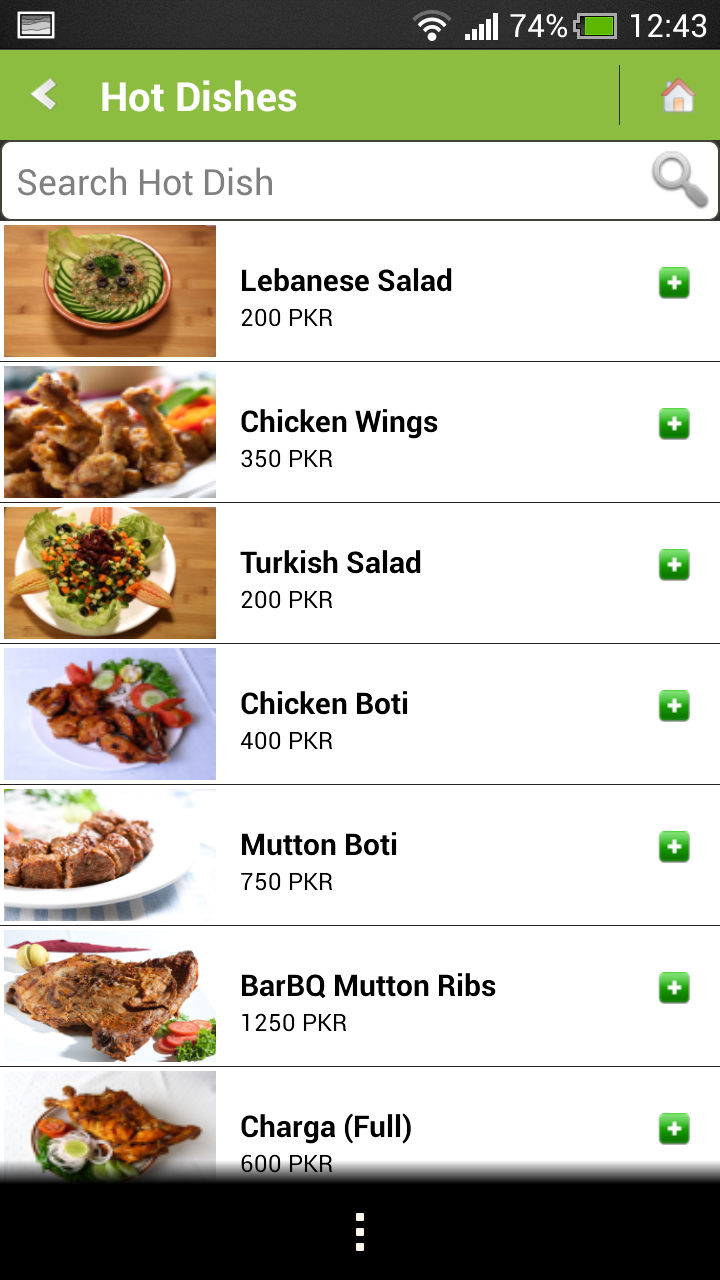 74% 12:43
Hot Dishes
Search Hot Dish
Lebanese Salad
200 PKR
Chicken Wings
350 PKR
Turkish Salad
200 PKR
Chicken Boti
400 PKR
Mutton Boti
750 PKR
BarBQ Mutton Ribs
1250 PKR
Charga (Full)
600 PKR